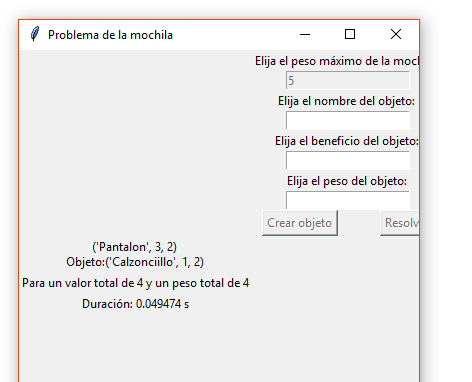 Problema de la mochila
Elija el peso máximo de la moch
5
Elija el nombre del objeto:
Elija el beneficio del objeto:
Elija el peso del objeto:
Crear objeto
Resolv
('Pantalon', 3, 2)
Objeto:('Calzonciillo', 1, 2)
Para un valor total de 4 y un peso total de 4
Duración: 0.049474 s